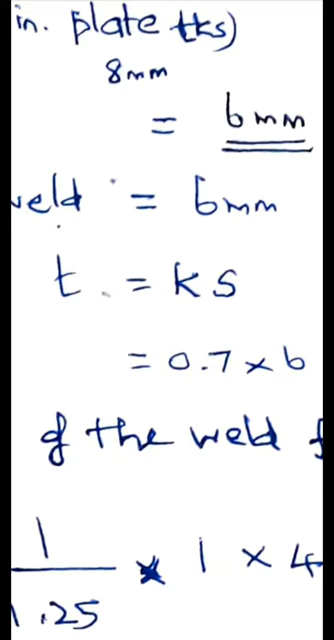 in. plate tks)
8mm
= 6mm
weld = 6mm
t = kS
= 0.7 × 6
of the weld f
1
1.25 × 1 × 4